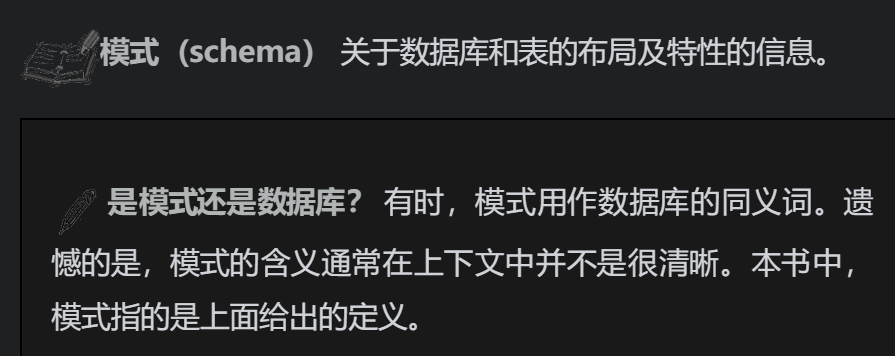 模式（schema） 关于数据库和表的布局及特性的信息。
是模式还是数据库？ 有时，模式用作数据库的同义词。遗
憾的是，模式的含义通常在上下文中并不是很清晰。本书中，
模式指的是上面给出的定义。